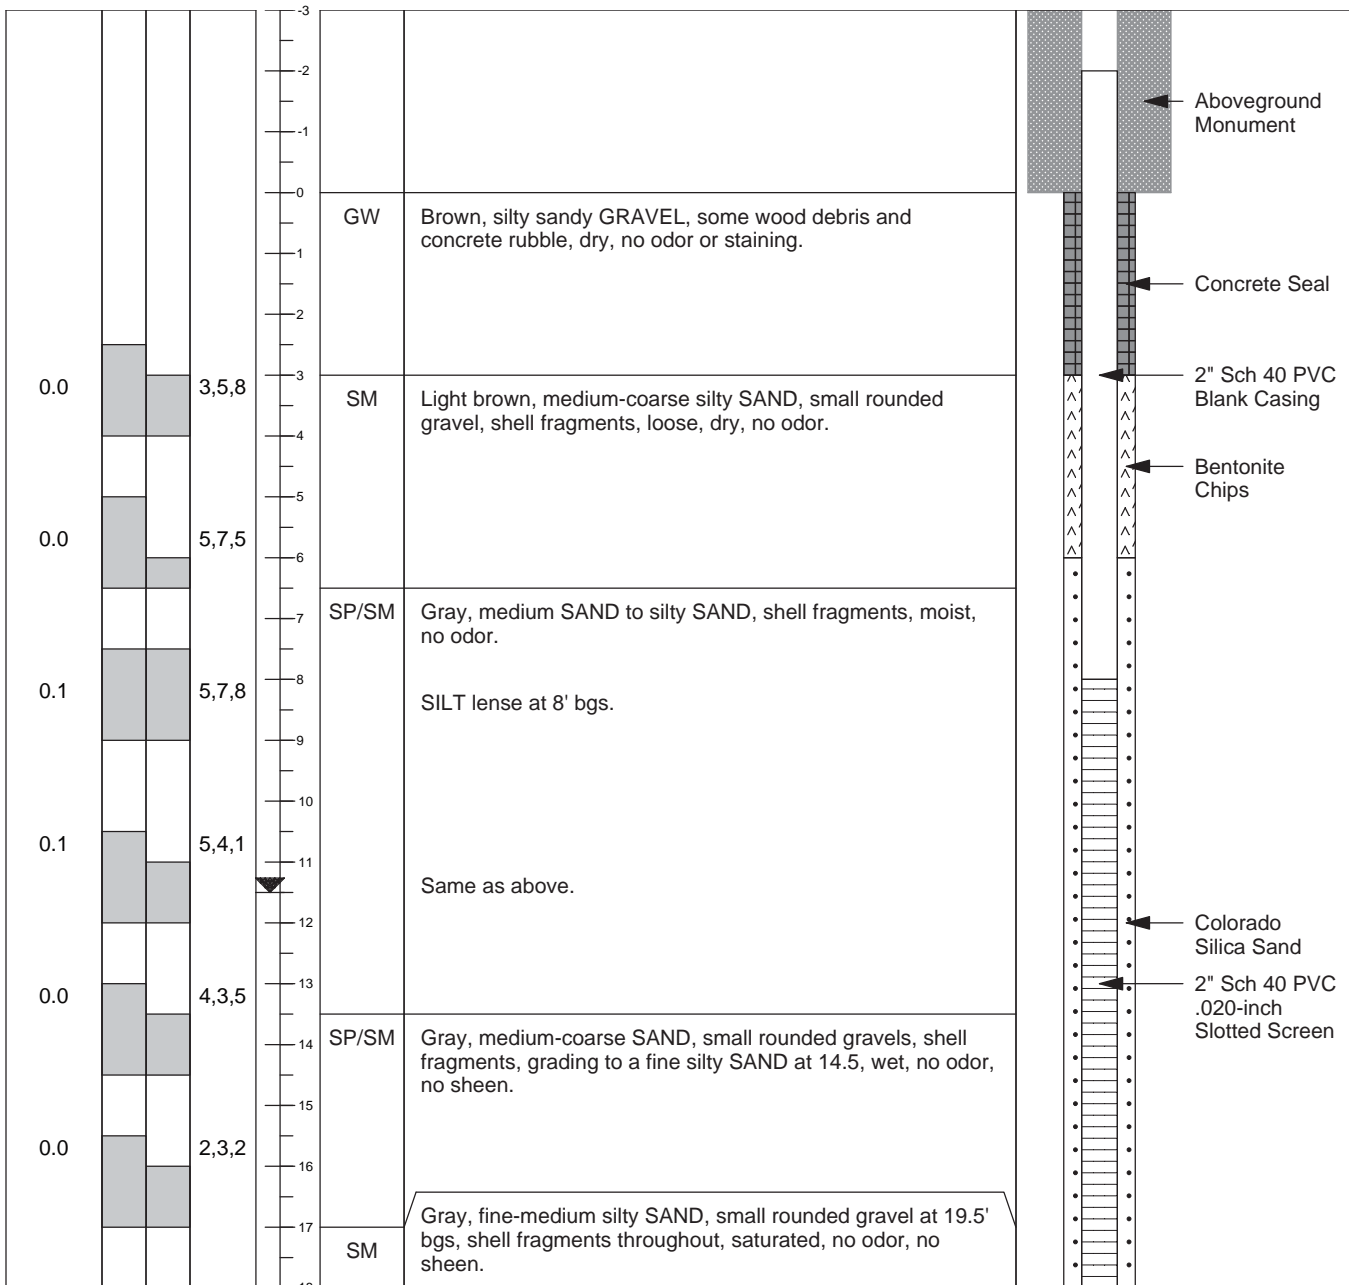 -3
-2
Aboveground
Monument
-1
0
GW
Brown, silty sandy GRAVEL, some wood debris and
concrete rubble, dry, no odor or staining.
1
Concrete Seal
2
0.0
3,5,8
3
2" Sch 40 PVC
Blank Casing
SM
Light brown, medium-coarse silty SAND, small rounded
gravel, shell fragments, loose, dry, no odor.
4
Bentonite
Chips
5
0.0
5,7,5
6
SP/SM
Gray, medium SAND to silty SAND, shell fragments, moist,
no odor.
7
0.1
5,7,8
8
SILT lense at 8' bgs.
9
10
0.1
5,4,1
11
Same as above.
12
Colorado
Silica Sand
0.0
4,3,5
13
2" Sch 40 PVC
.020-inch
Slotted Screen
SP/SM
Gray, medium-coarse SAND, small rounded gravels, shell
fragments, grading to a fine silty SAND at 14.5, wet, no odor,
no sheen.
14
15
0.0
2,3,2
16
17
SM
Gray, fine-medium silty SAND, small rounded gravel at 19.5'
bgs, shell fragments throughout, saturated, no odor, no
sheen.